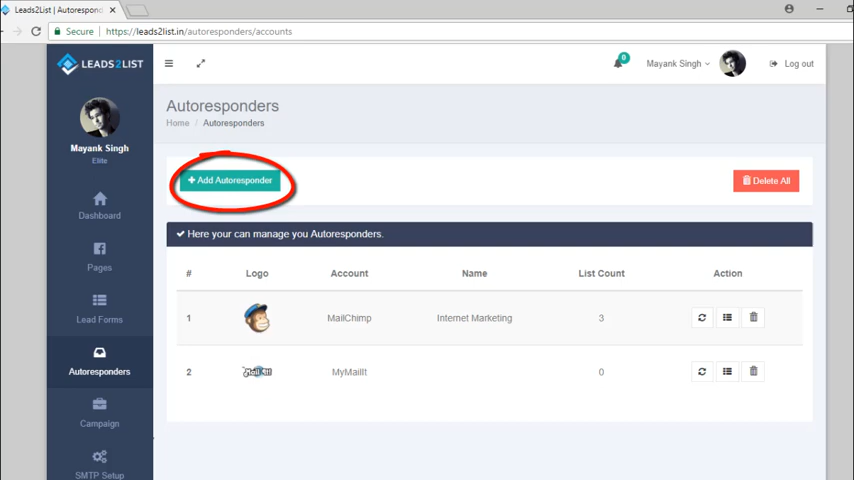 Leads2List | Autorespond
Secure | https://leads2list.in/autoresponders/accounts
LEADS2LIST
0
Mayank Singh
Log out
Mayank Singh
Elite
Dashboard
Pages
Lead Forms
Autoresponders
Campaign
SMTP Setup
Autoresponders
Home / Autoresponders
+ Add Autoresponder
Delete All
Here your can manage you Autoresponders.
# Logo Account Name List Count Action
1 MailChimp Internet Marketing 3
2 MyMailIt 0